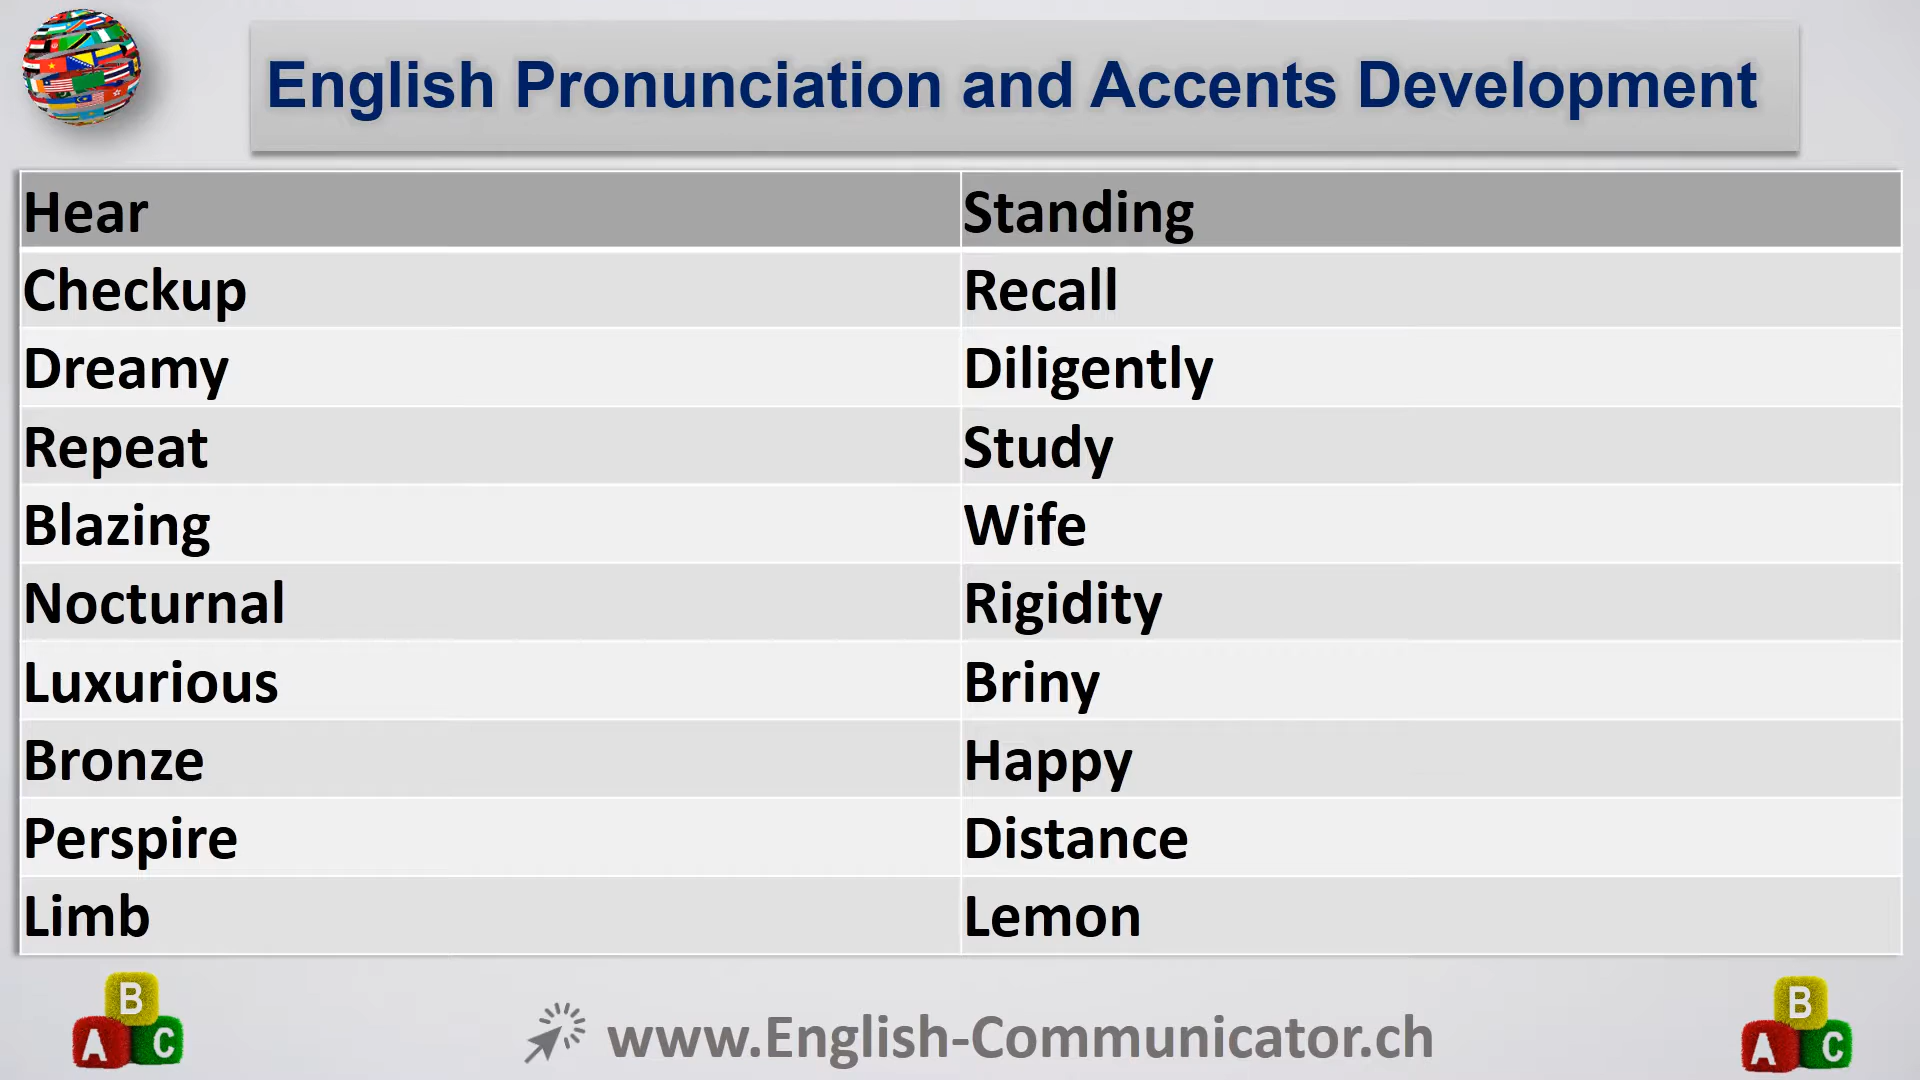 English Pronunciation and Accents Development
Hear Standing
Checkup Recall
Dreamy Diligently
Repeat Study
Blazing Wife
Nocturnal Rigidity
Luxurious Briny
Bronze Happy
Perspire Distance
Limb Lemon
B
A C
www.English-Communicator.ch
B
A C